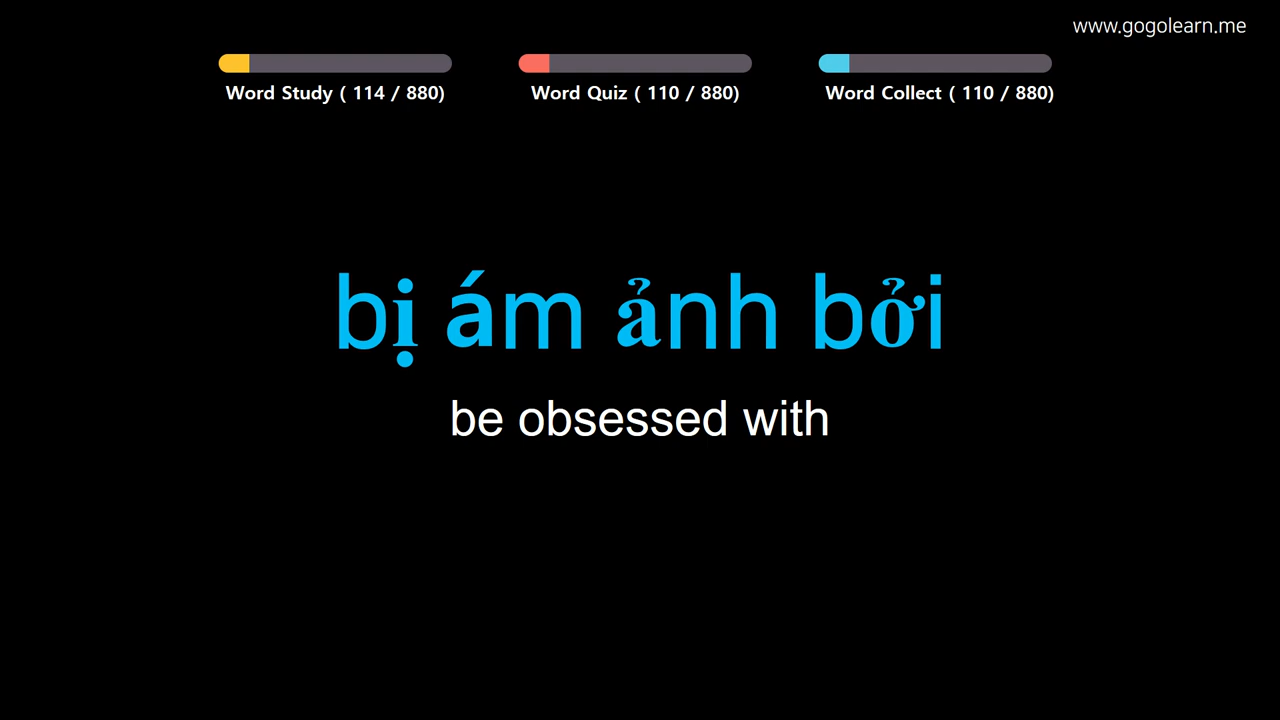 www.gogolearn.me
Word Study ( 114 / 880)
Word Quiz ( 110 / 880)
Word Collect ( 110 / 880)
bị ám ảnh bởi
be obsessed with